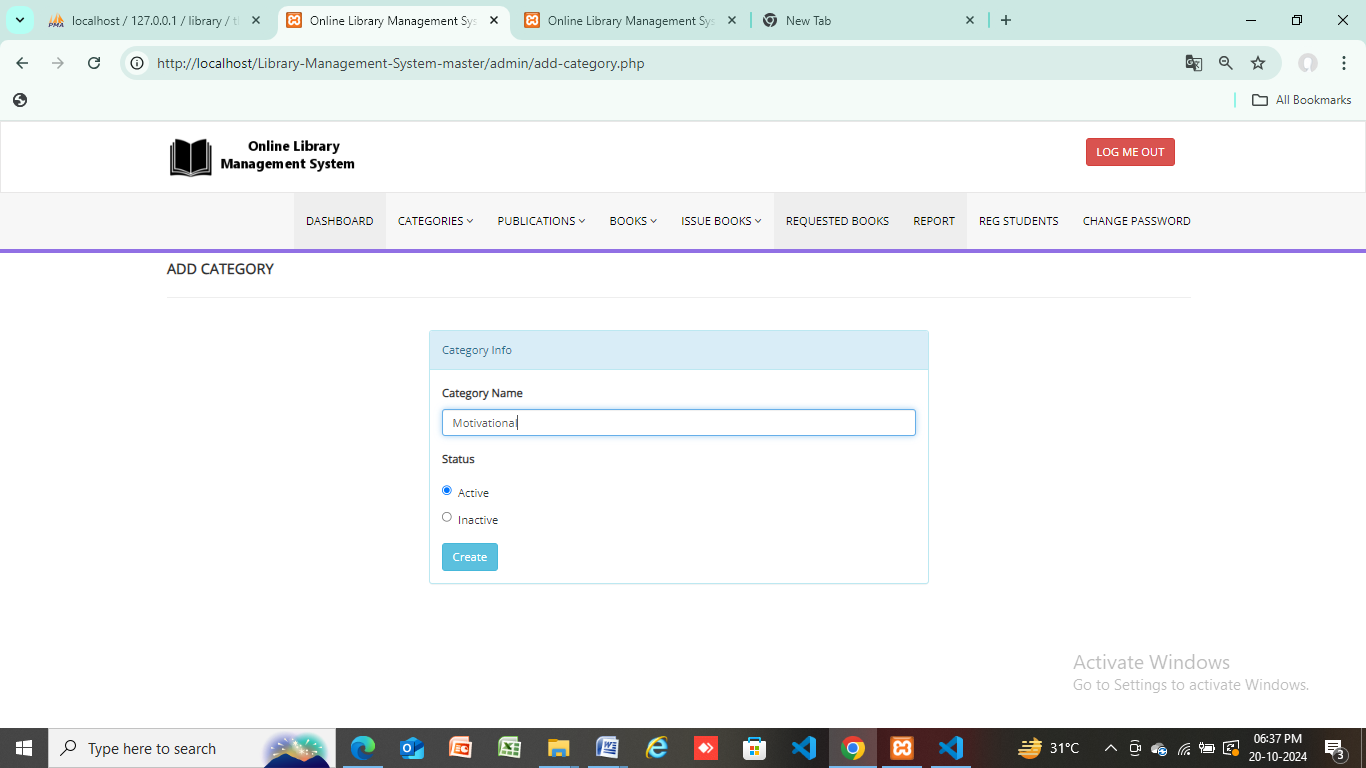 localhost / 127.0.0.1 / library / t
Online Library Management Sys
Online Library Management Sys
New Tab
http://localhost/Library-Management-System-master/admin/add-category.php
All Bookmarks
Online Library
Management System
LOG ME OUT
DASHBOARD
CATEGORIES
PUBLICATIONS
BOOKS
ISSUE BOOKS
REQUESTED BOOKS
REPORT
REG STUDENTS
CHANGE PASSWORD
ADD CATEGORY
Category Info
Category Name
Motivational
Status
Active
Inactive
Create
Activate Windows
Go to Settings to activate Windows.
Type here to search
31°C
06:37 PM
20-10-2024
3